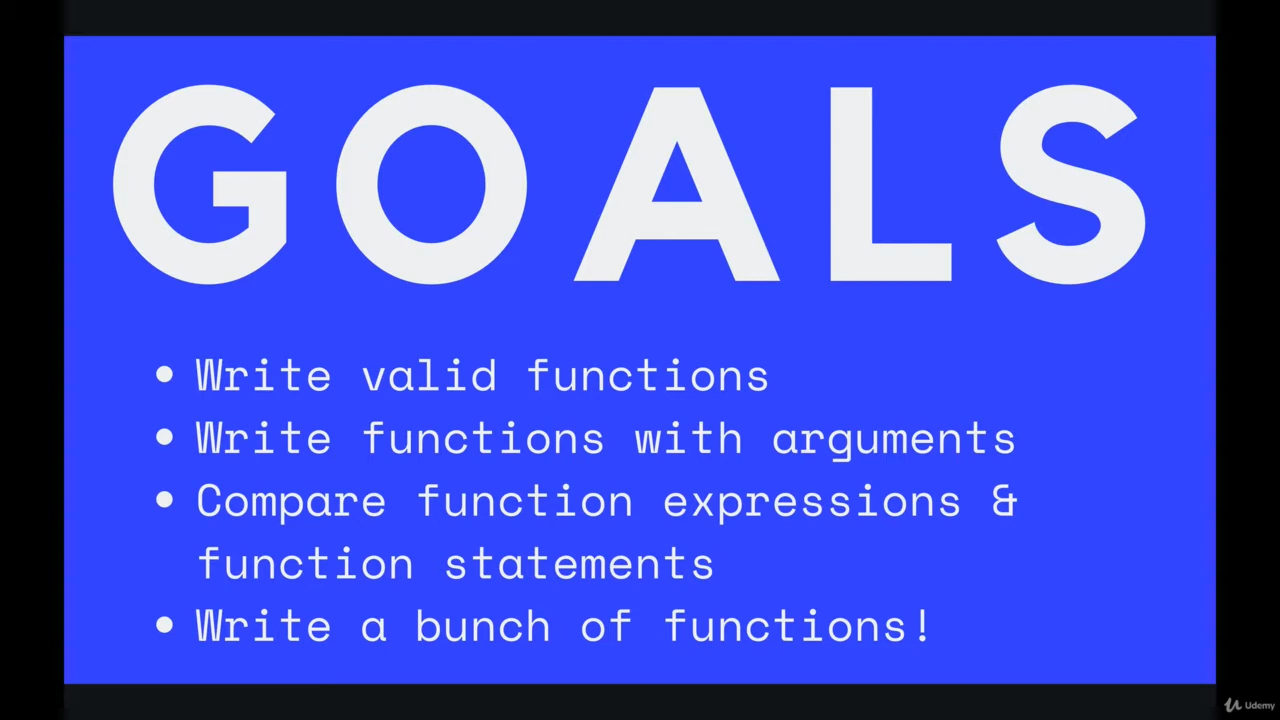 GOALS
• Write valid functions
• Write functions with arguments
• Compare function expressions &
function statements
• Write a bunch of functions!
Udemy